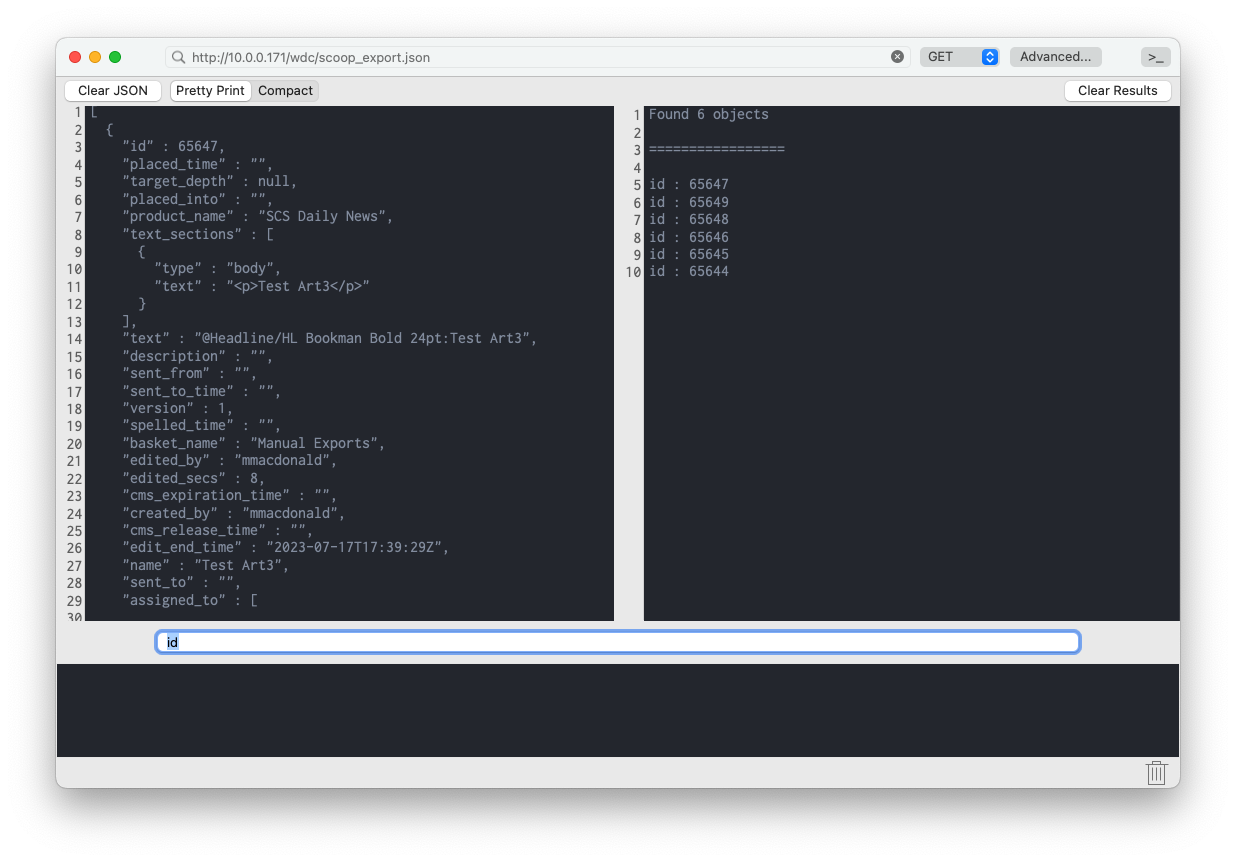 http://10.0.0.171/wdc/scoop_export.json GET Advanced... >_
Clear JSON Pretty Print Compact Clear Results
1 [
2 {
3 "id" : 65647,
4 "placed_time" : "",
5 "target_depth" : null,
6 "placed_into" : "",
7 "product_name" : "SCS Daily News",
8 "text_sections" : [
9 {
10 "type" : "body",
11 "text" : "<p>Test Art3</p>"
12 }
13 ],
14 "text" : "@Headline/HL Bookman Bold 24pt:Test Art3",
15 "description" : "",
16 "sent_from" : "",
17 "sent_to_time" : "",
18 "version" : 1,
19 "spelled_time" : "",
20 "basket_name" : "Manual Exports",
21 "edited_by" : "mmacdonald",
22 "edited_secs" : 8,
23 "cms_expiration_time" : "",
24 "created_by" : "mmacdonald",
25 "cms_release_time" : "",
26 "edit_end_time" : "2023-07-17T17:39:29Z",
27 "name" : "Test Art3",
28 "sent_to" : "",
29 "assigned_to" : [
30
1 Found 6 objects
2
3 =================
4
5 id : 65647
6 id : 65649
7 id : 65648
8 id : 65646
9 id : 65645
10 id : 65644
id